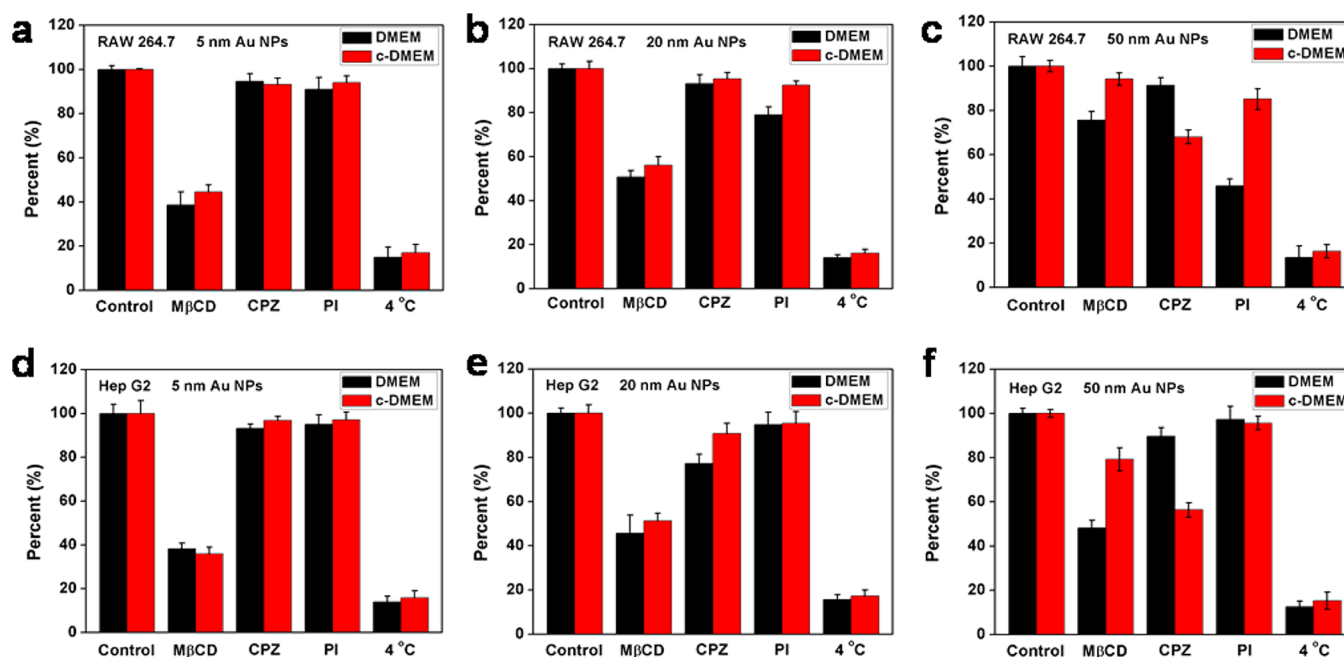 a
RAW 264.7 5 nm Au NPs
DMEM
c-DMEM
Percent (%)
120
100
80
60
40
20
0
Control MβCD CPZ PI 4 °C
b
RAW 264.7 20 nm Au NPs
DMEM
c-DMEM
Percent (%)
120
100
80
60
40
20
0
Control MβCD CPZ PI 4 °C
c
RAW 264.7 50 nm Au NPs
DMEM
c-DMEM
Percent (%)
120
100
80
60
40
20
0
Control MβCD CPZ PI 4 °C
d
Hep G2 5 nm Au NPs
DMEM
c-DMEM
Percent (%)
120
100
80
60
40
20
0
Control MβCD CPZ PI 4 °C
e
Hep G2 20 nm Au NPs
DMEM
c-DMEM
Percent (%)
120
100
80
60
40
20
0
Control MβCD CPZ PI 4 °C
f
Hep G2 50 nm Au NPs
DMEM
c-DMEM
Percent (%)
120
100
80
60
40
20
0
Control MβCD CPZ PI 4 °C